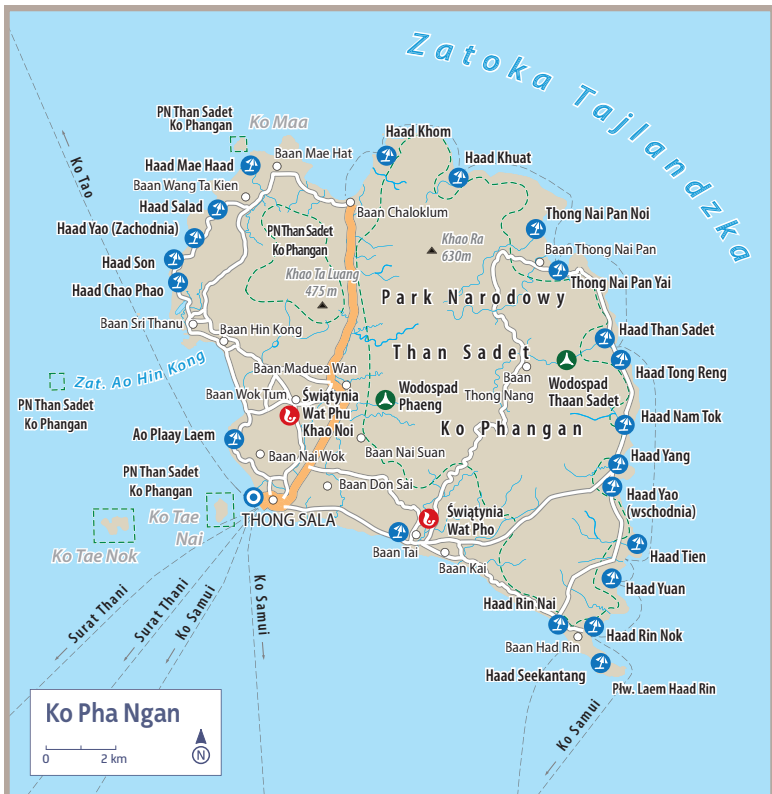 Zatoka Tajlandzka
PN Than Sadet
Ko Phangan
Ko Maa
Haad Khom
Haad Khuat
Baan Mae Hat
Haad Mae Haad
Baan Wang Ta Kien
Haad Salad
Baan Chaloklum
Ko Tao
Haad Yao (Zachodnia)
PN Than Sadet
Ko Phangan
Thong Nai Pan Noi
Haad Son
Khao Ra
630m
Baan Thong Nai Pan
Haad Chao Phao
Khao Ta Luang
475 m
Thong Nai Pan Yai
Park Narodowy
Than Sadet
Ko Phangan
Baan Sri Thanu
Baan Hin Kong
Haad Than Sadet
Zat. Ao Hin Kong
Baan Maduea Wan
Haad Tong Reng
Baan
Thong Nang
Wodospad
Thaan Sadet
Wodospad
Phaeng
Baan Wok Tum
Świątynia
Wat Phu
Khao Noi
PN Than Sadet
Ko Phangan
Haad Nam Tok
Ao Plaay Laem
Baan Nai Wok
Baan Nai Suan
Haad Yang
PN Than Sadet
Ko Phangan
Baan Don Sai
Haad Yao
(wschodnia)
Ko Tae
Nai
THONG SALA
Świątynia
Wat Pho
Ko Tae Nok
Baan Tai
Baan Kai
Haad Tien
Haad Yuan
Surat Thani
Surat Thani
Ko Samui
Ko Samui
Haad Rin Nai
Haad Rin Nok
Baan Had Rin
Haad Seekantang
Płw. Laem Haad Rin
Ko Samui
Ko Pha Ngan
0 2 km
N